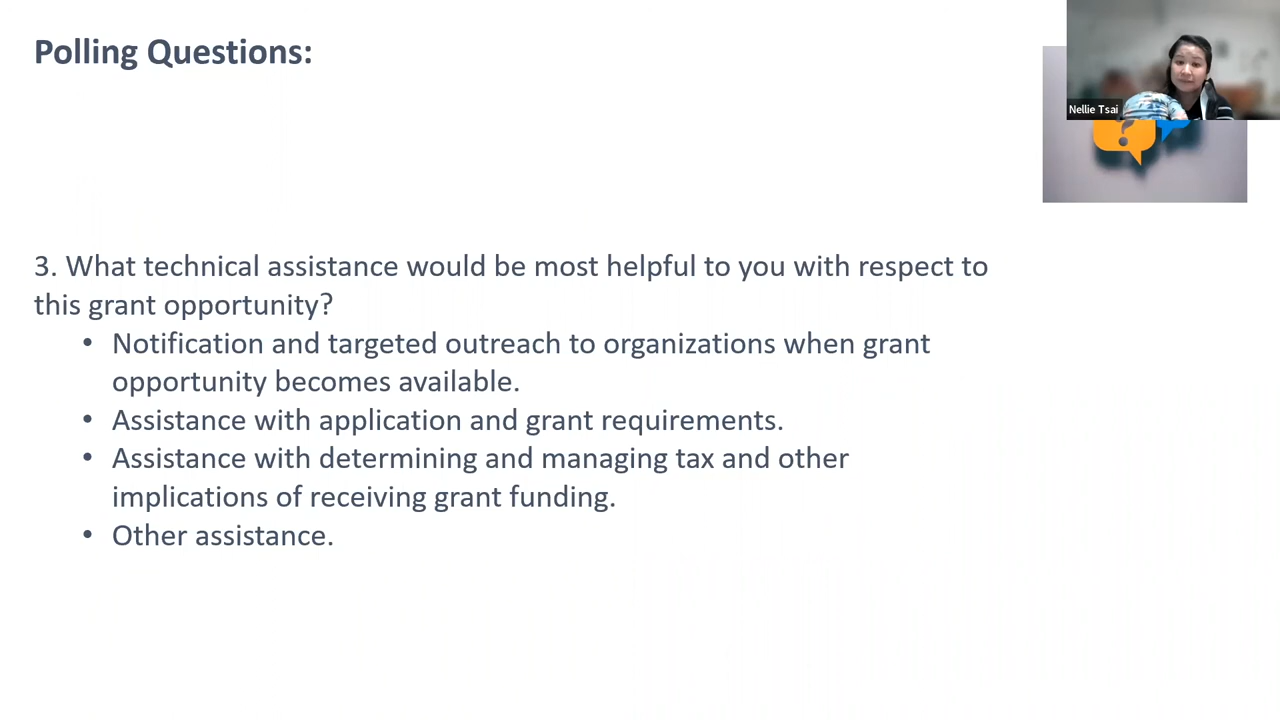 Polling Questions:
Nellie Tsai
?
3. What technical assistance would be most helpful to you with respect to
this grant opportunity?
• Notification and targeted outreach to organizations when grant
opportunity becomes available.
• Assistance with application and grant requirements.
• Assistance with determining and managing tax and other
implications of receiving grant funding.
• Other assistance.